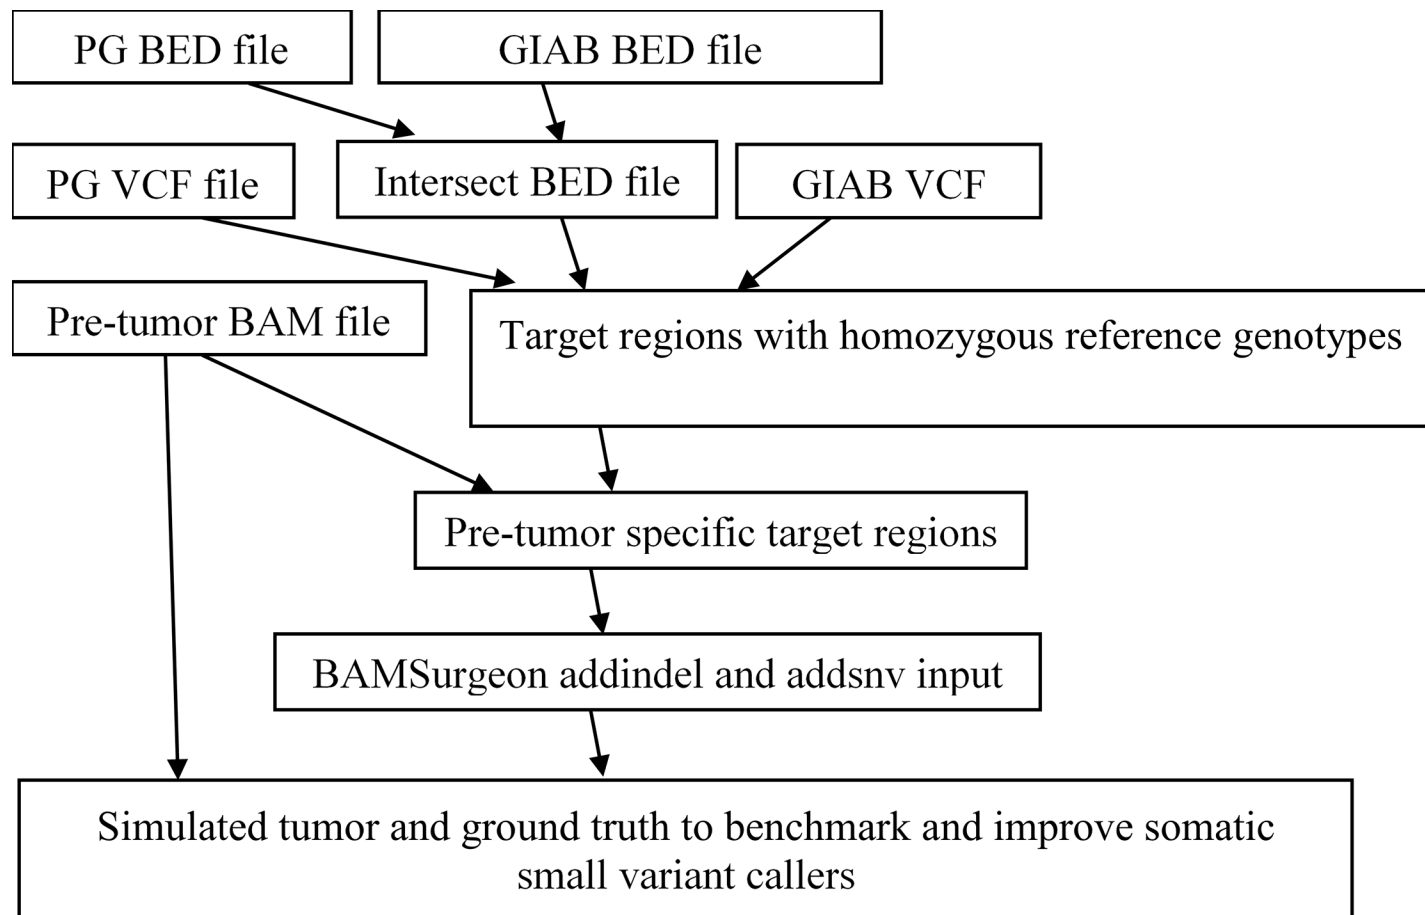 PG BED file
GIAB BED file
PG VCF file
Intersect BED file
GIAB VCF
Pre-tumor BAM file
Target regions with homozygous reference genotypes
Pre-tumor specific target regions
BAMSurgeon addindel and addsnv input
Simulated tumor and ground truth to benchmark and improve somatic
small variant callers